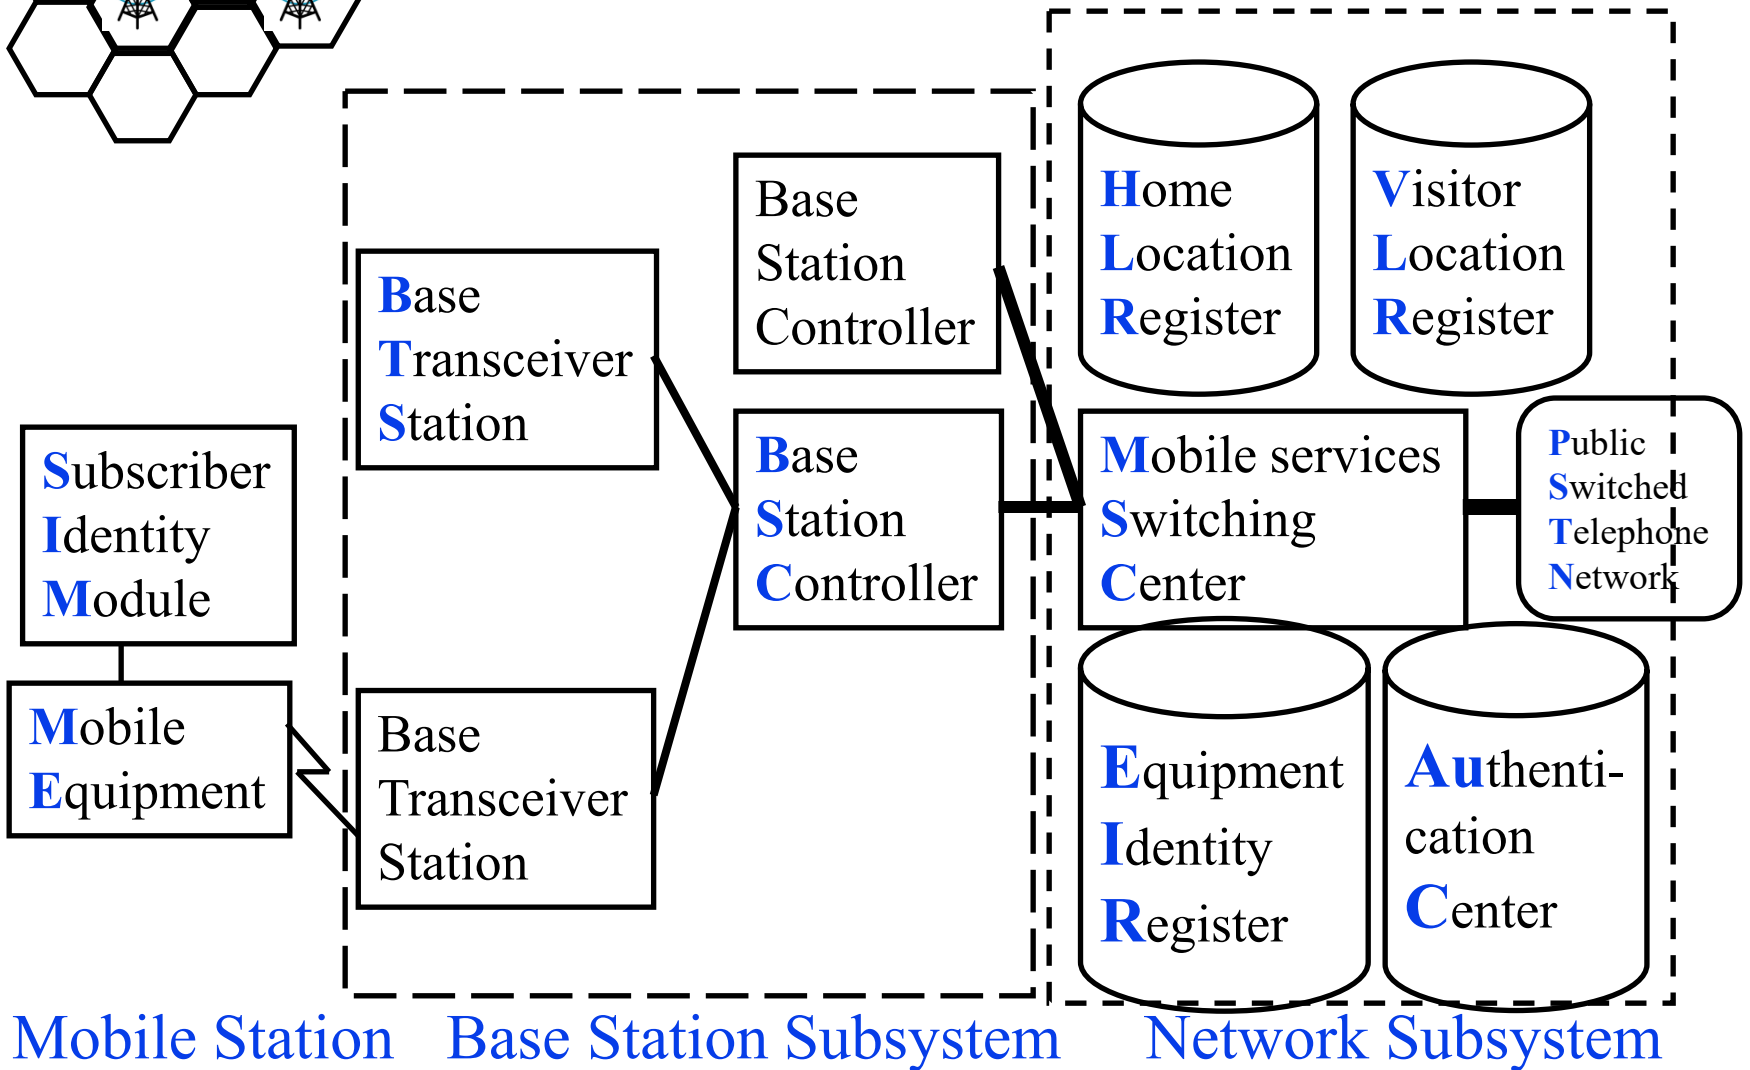 Base
Station
Controller
Home
Location
Register
Visitor
Location
Register
Base
Transceiver
Station
Subscriber
Identity
Module
Base
Station
Controller
Mobile services
Switching
Center
Public
Switched
Telephone
Network
Mobile
Equipment
Base
Transceiver
Station
Equipment
Identity
Register
Authenti-
cation
Center
Mobile Station
Base Station Subsystem
Network Subsystem